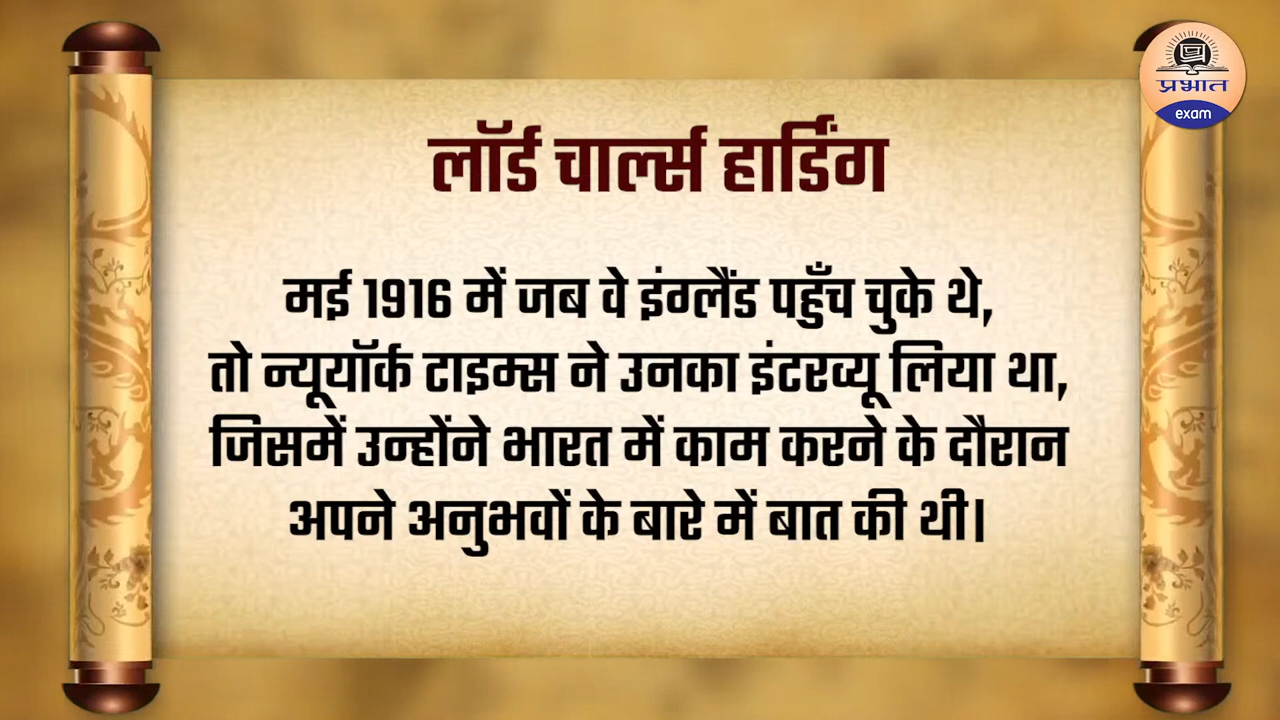 प्रभात
exam
लॉर्ड चार्ल्स हार्डिंग
मई 1916 में जब वे इंग्लैंड पहुँच चुके थे,
तो न्यूयॉर्क टाइम्स ने उनका इंटरव्यू लिया था,
जिसमें उन्होंने भारत में काम करने के दौरान
अपने अनुभवों के बारे में बात की थी।